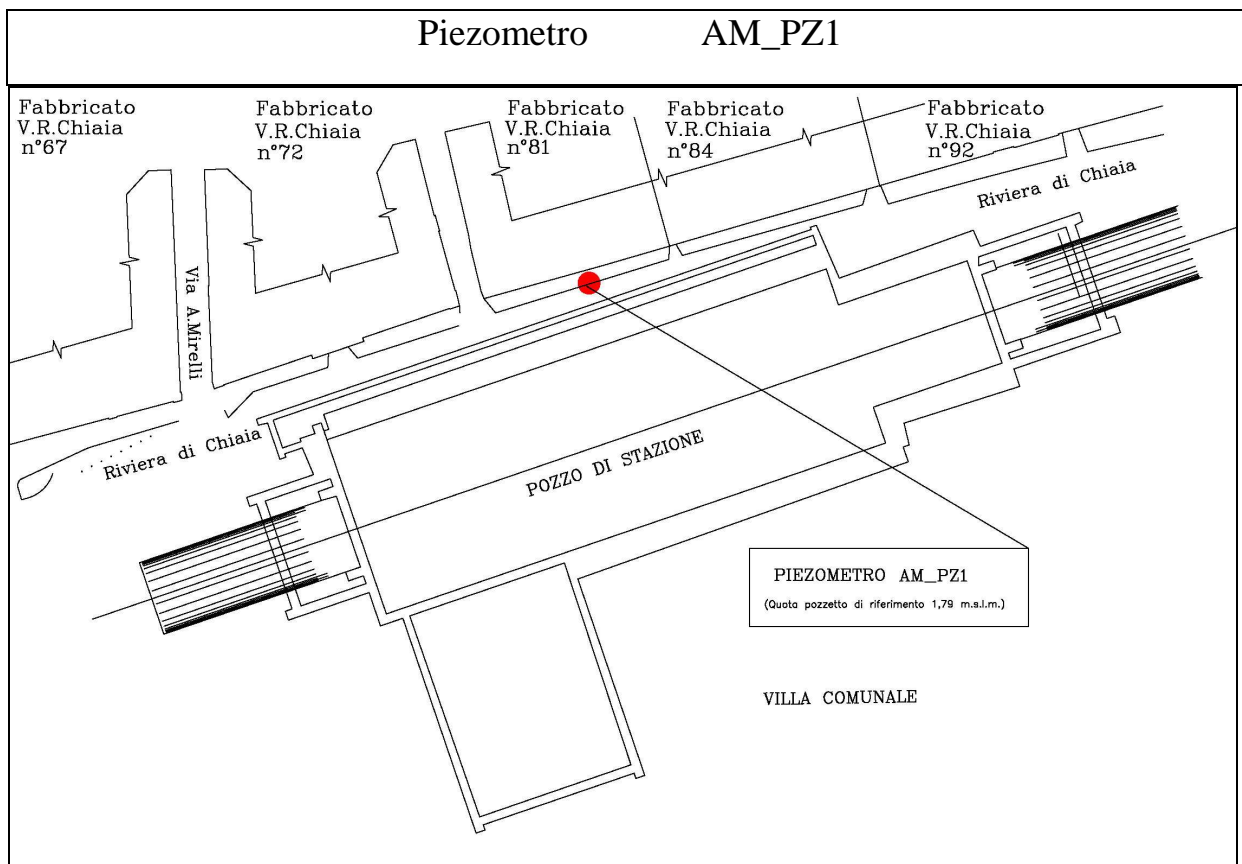 Piezometro AM_PZ1
Fabbricato
V.R.Chiaia
n°67
Fabbricato
V.R.Chiaia
n°72
Fabbricato
V.R.Chiaia
n°81
Fabbricato
V.R.Chiaia
n°84
Fabbricato
V.R.Chiaia
n°92
Riviera di Chiaia
Via A.Mirelli
Riviera di Chiaia
POZZO DI STAZIONE
PIEZOMETRO AM_PZ1
(Quota pozzetto di riferimento 1,79 m.s.l.m.)
VILLA COMUNALE